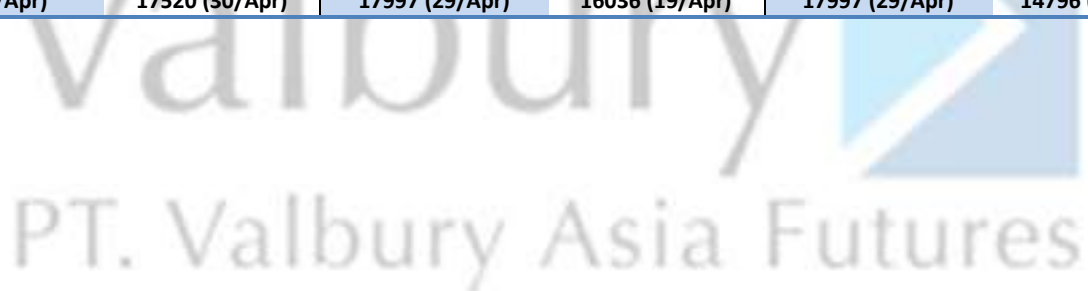 /Apr) 17520 (30/Apr) 17997 (29/Apr) 16036 (19/Apr) 17997 (29/Apr) 14796
Valbury
PT. Valbury Asia Futures